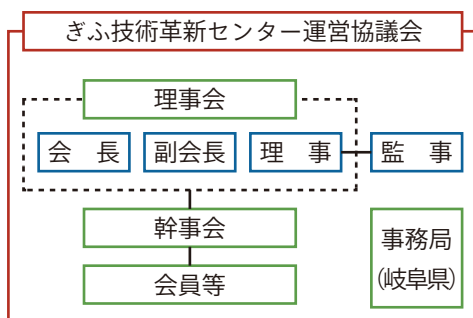 ぎふ技術革新センター運営協議会
理事会
会　長
副会長
理　事
監　事
幹事会
会員等
事務局
(岐阜県)